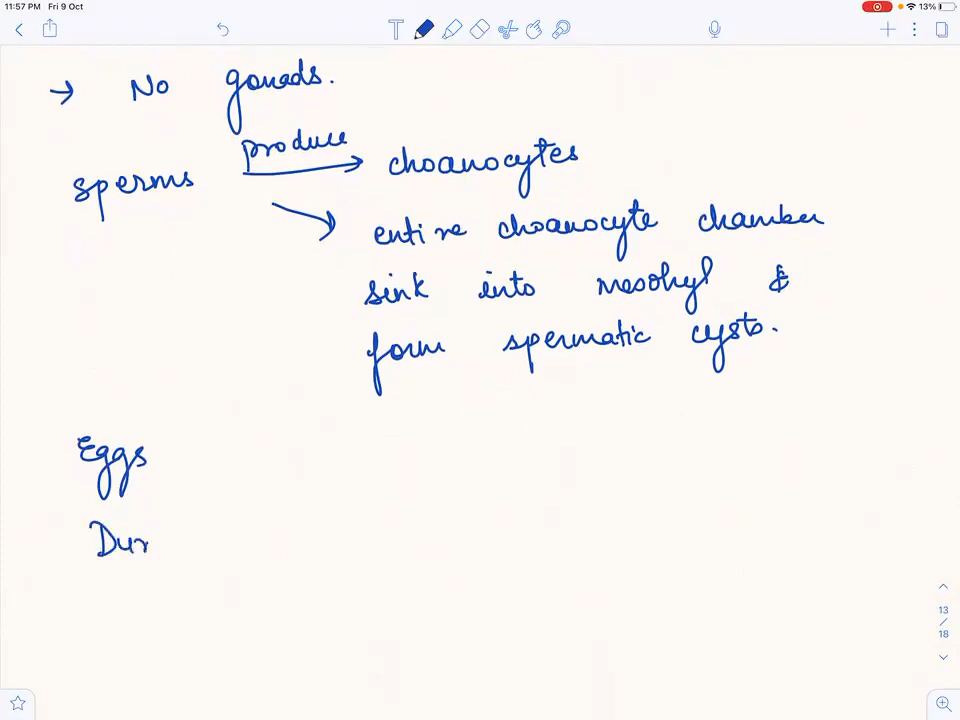 11:57 PM Fri 9 Oct
13%
→ No gonads.
produce
sperms → choanocytes
→ entire choanocyte chamber
sink into mesohyl &
form spermatic cysts.
Eggs
Dur
13
/
18